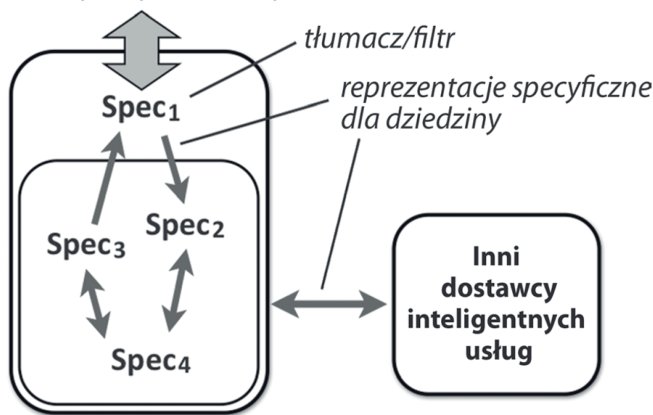 tłumacz/filtr
reprezentacje specyficzne
dla dziedziny
Spec1
Spec2
Spec3
Spec4
Inni
dostawcy
inteligentnych
usług